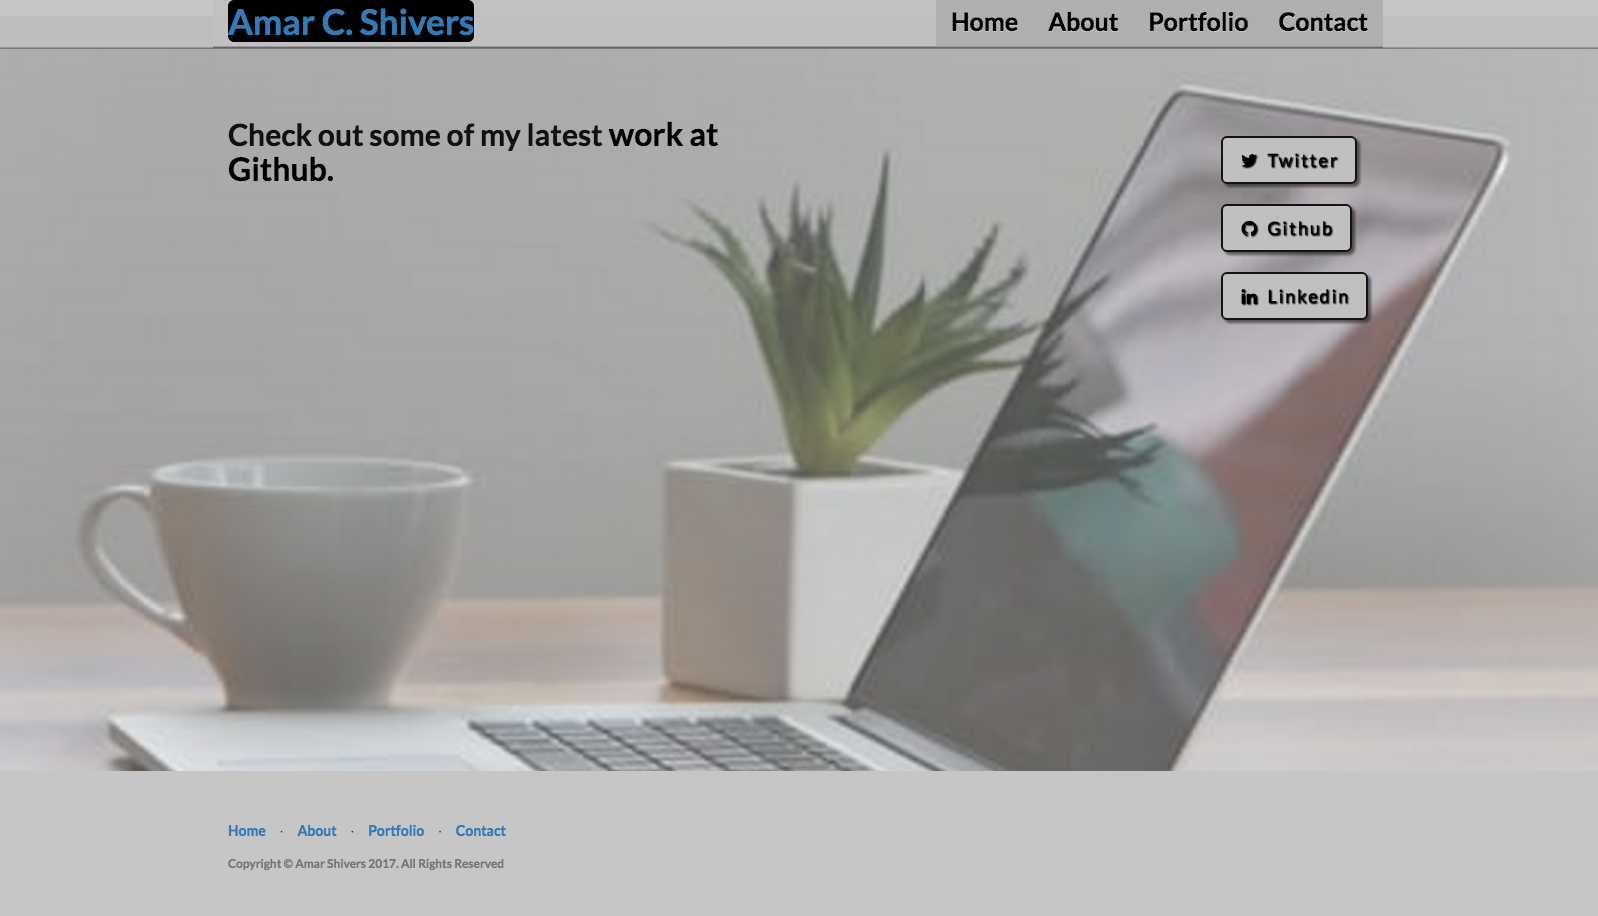 Amar C. Shivers
Home About Portfolio Contact
Check out some of my latest work at
Github.
Twitter
Github
Linkedin
Home · About · Portfolio · Contact
Copyright © Amar Shivers 2017. All Rights Reserved